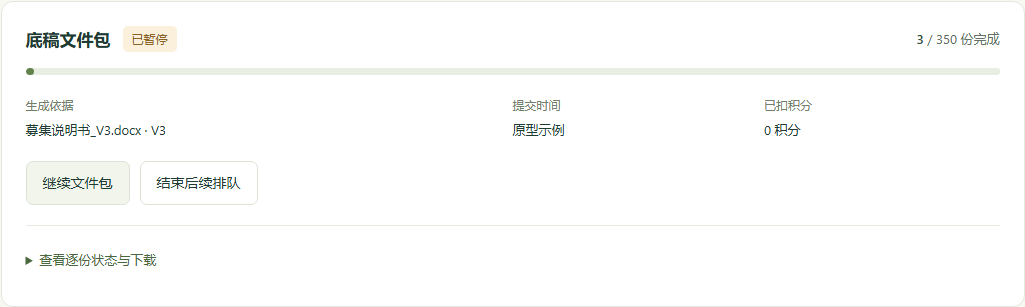 底稿文件包 已暂停 3 / 350 份完成
生成依据 提交时间 已扣积分
募集说明书_V3.docx · V3 原型示例 0 积分
继续文件包 结束后续排队
查看逐份状态与下载